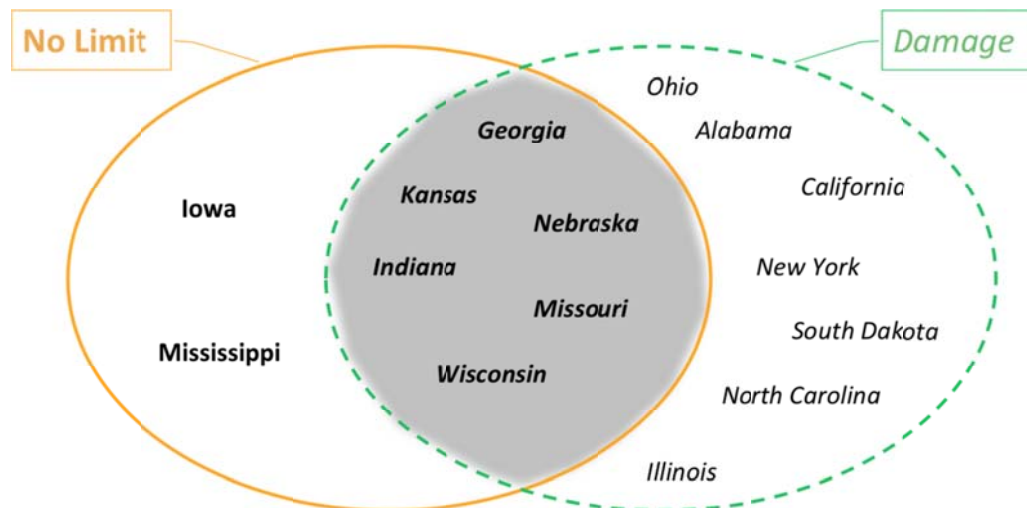 No Limit
Damage
Ohio
Georgia
Alabama
Kansas
California
Iowa
Nebraska
Indiana
New York
Missouri
South Dakota
Mississippi
Wisconsin
North Carolina
Illinois